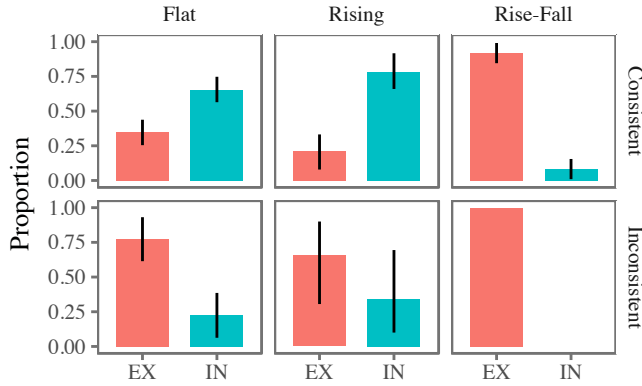 Flat Rising Rise-Fall
Proportion
1.00
0.75
0.50
0.25
0.00
Consistent
1.00
0.75
0.50
0.25
0.00
Inconsistent
EX IN EX IN EX IN